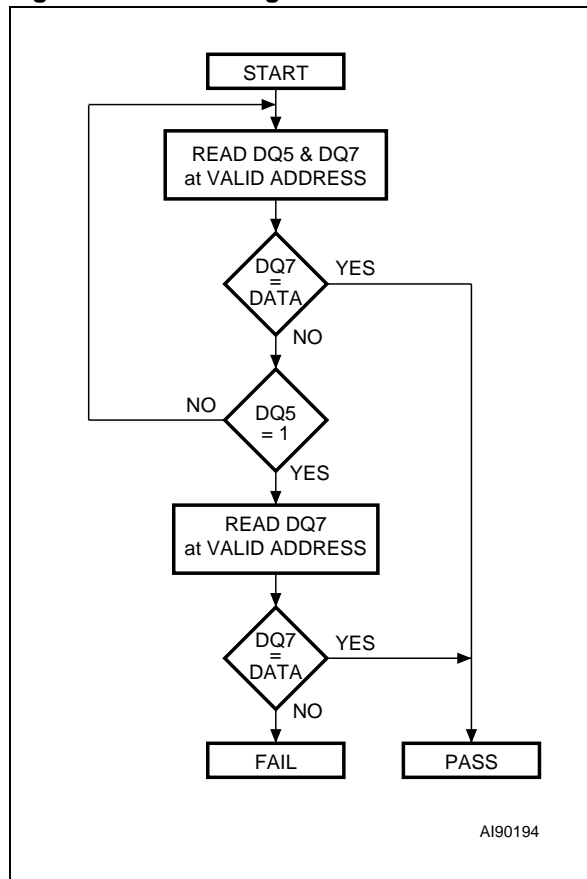 START
READ DQ5 & DQ7
at VALID ADDRESS
DQ7
=
DATA
YES
NO
DQ5
= 1
NO
YES
READ DQ7
at VALID ADDRESS
DQ7
=
DATA
YES
NO
FAIL
PASS
AI90194